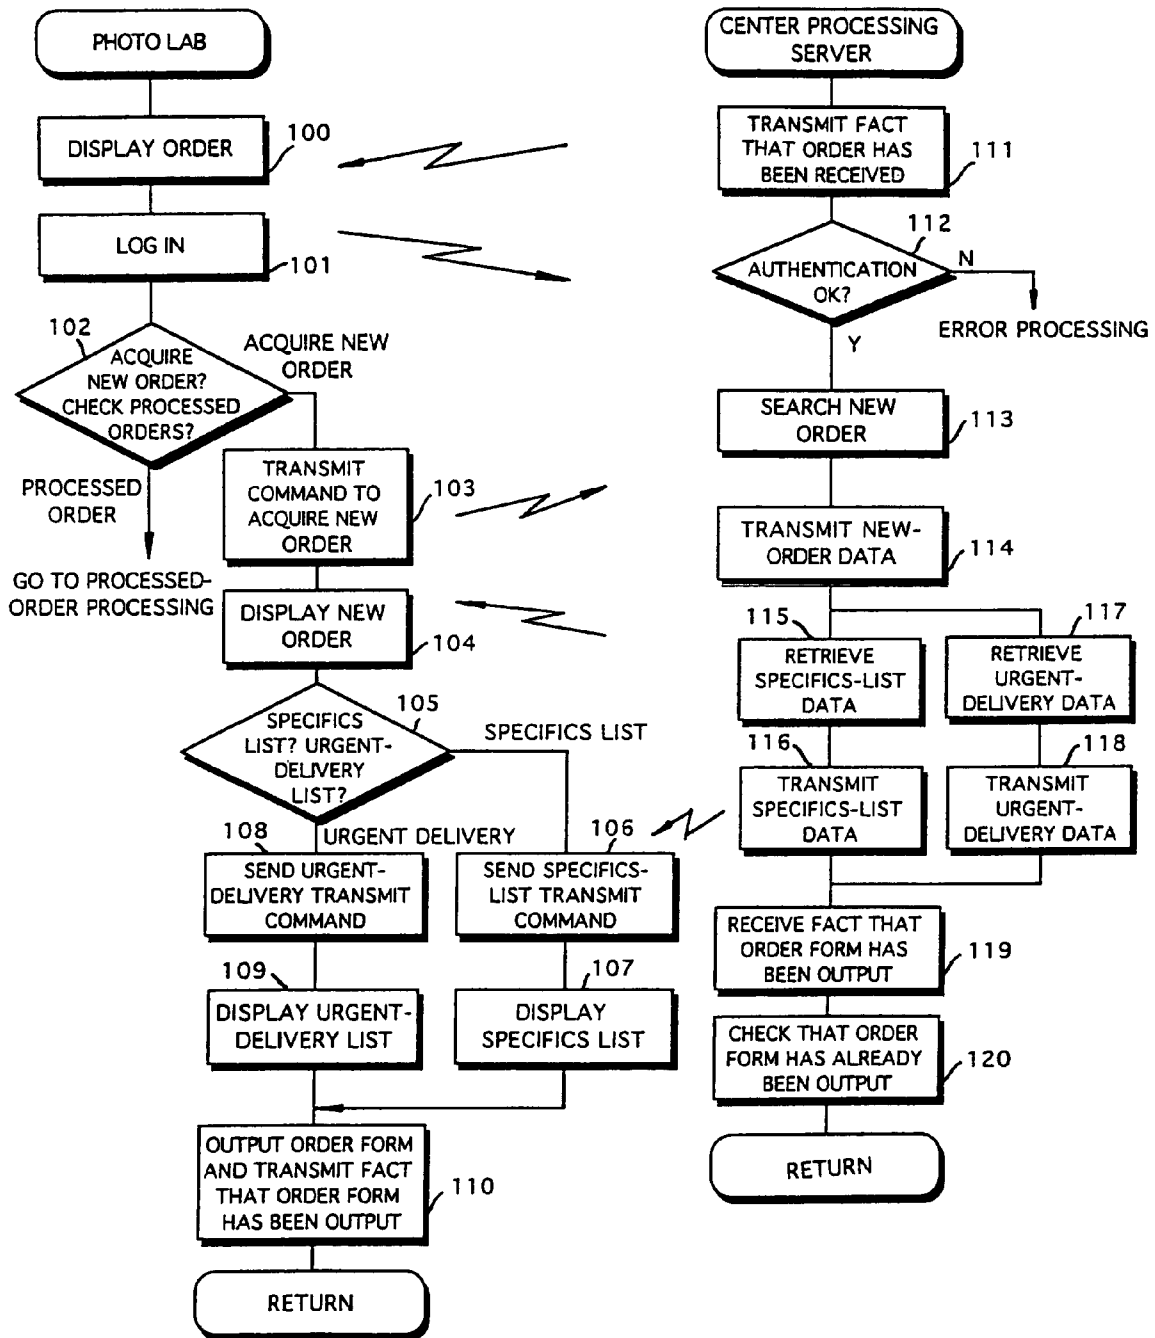 PHOTO LAB
DISPLAY ORDER
100
LOG IN
101
102
ACQUIRE
NEW ORDER?
CHECK PROCESSED
ORDERS?
ACQUIRE NEW
ORDER
PROCESSED
ORDER
GO TO PROCESSED-
ORDER PROCESSING
TRANSMIT
COMMAND TO
ACQUIRE NEW
ORDER
103
DISPLAY NEW
ORDER
104
105
SPECIFICS
LIST? URGENT-
DELIVERY
LIST?
SPECIFICS LIST
URGENT DELIVERY
108
SEND URGENT-
DELIVERY TRANSMIT
COMMAND
106
SEND SPECIFICS-
LIST TRANSMIT
COMMAND
109
DISPLAY URGENT-
DELIVERY LIST
107
DISPLAY
SPECIFICS LIST
OUTPUT ORDER FORM
AND TRANSMIT FACT
THAT ORDER FORM
HAS BEEN OUTPUT
110
RETURN
CENTER PROCESSING
SERVER
TRANSMIT FACT
THAT ORDER HAS
BEEN RECEIVED
111
112
AUTHENTICATION
OK?
N
ERROR PROCESSING
Y
SEARCH NEW
ORDER
113
TRANSMIT NEW-
ORDER DATA
114
115
RETRIEVE
SPECIFICS-LIST
DATA
117
RETRIEVE
URGENT-
DELIVERY DATA
116
TRANSMIT
SPECIFICS-LIST
DATA
118
TRANSMIT
URGENT-
DELIVERY DATA
RECEIVE FACT THAT
ORDER FORM HAS
BEEN OUTPUT
119
CHECK THAT ORDER
FORM HAS ALREADY
BEEN OUTPUT
120
RETURN